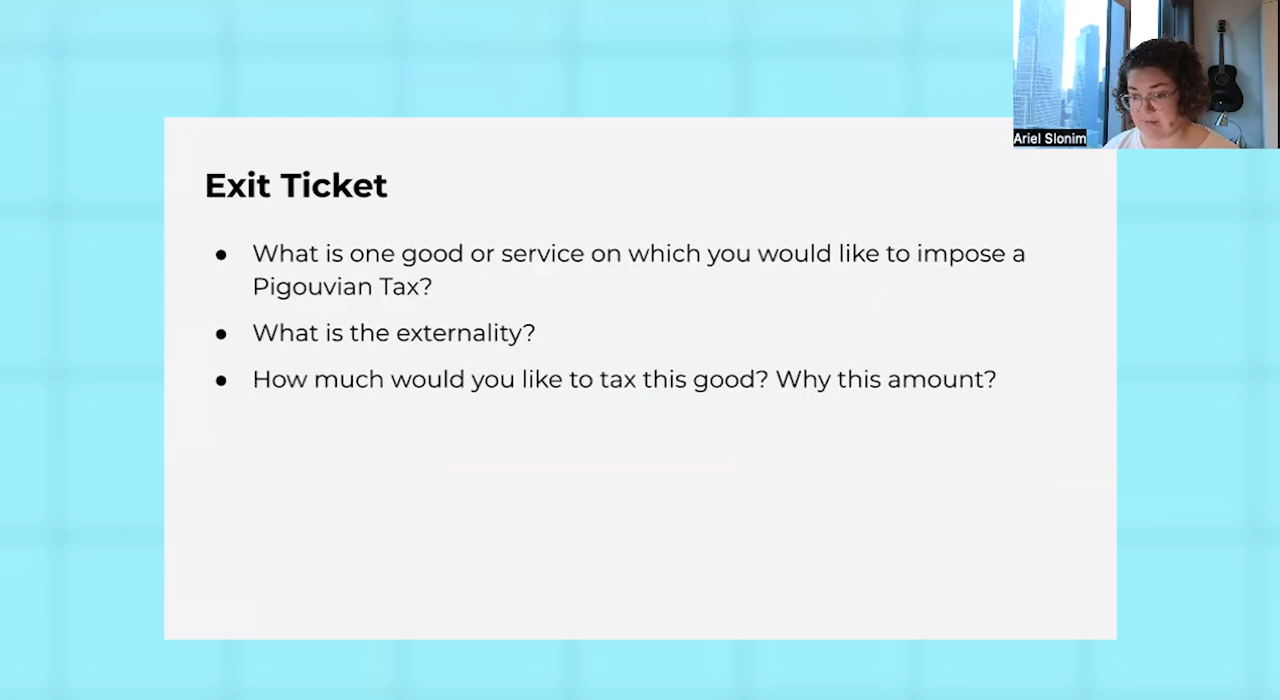 Ariel Slonim
Exit Ticket
● What is one good or service on which you would like to impose a
Pigouvian Tax?
● What is the externality?
● How much would you like to tax this good? Why this amount?